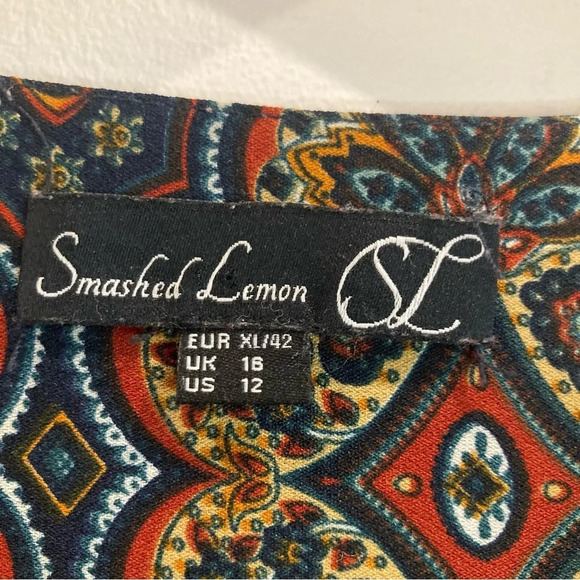 Smashed Lemon SL
EUR XL/42
UK 16
US 12